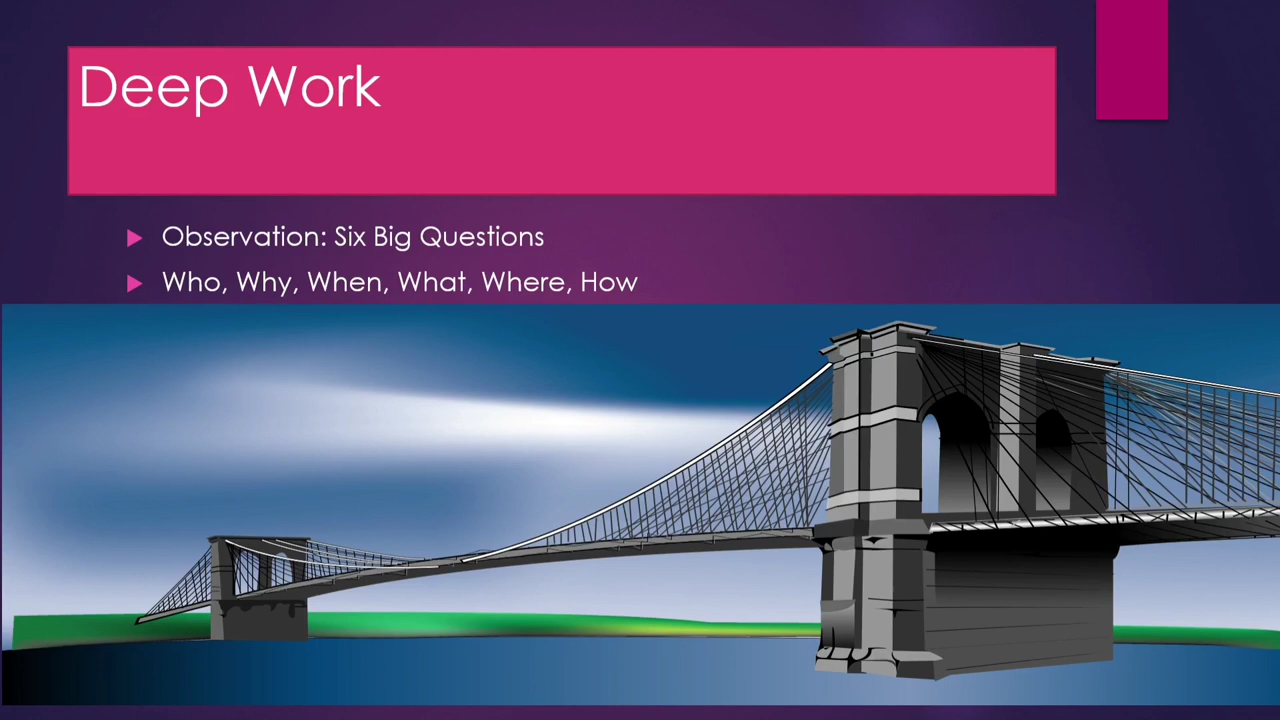 Deep Work
Observation: Six Big Questions
Who, Why, When, What, Where, How